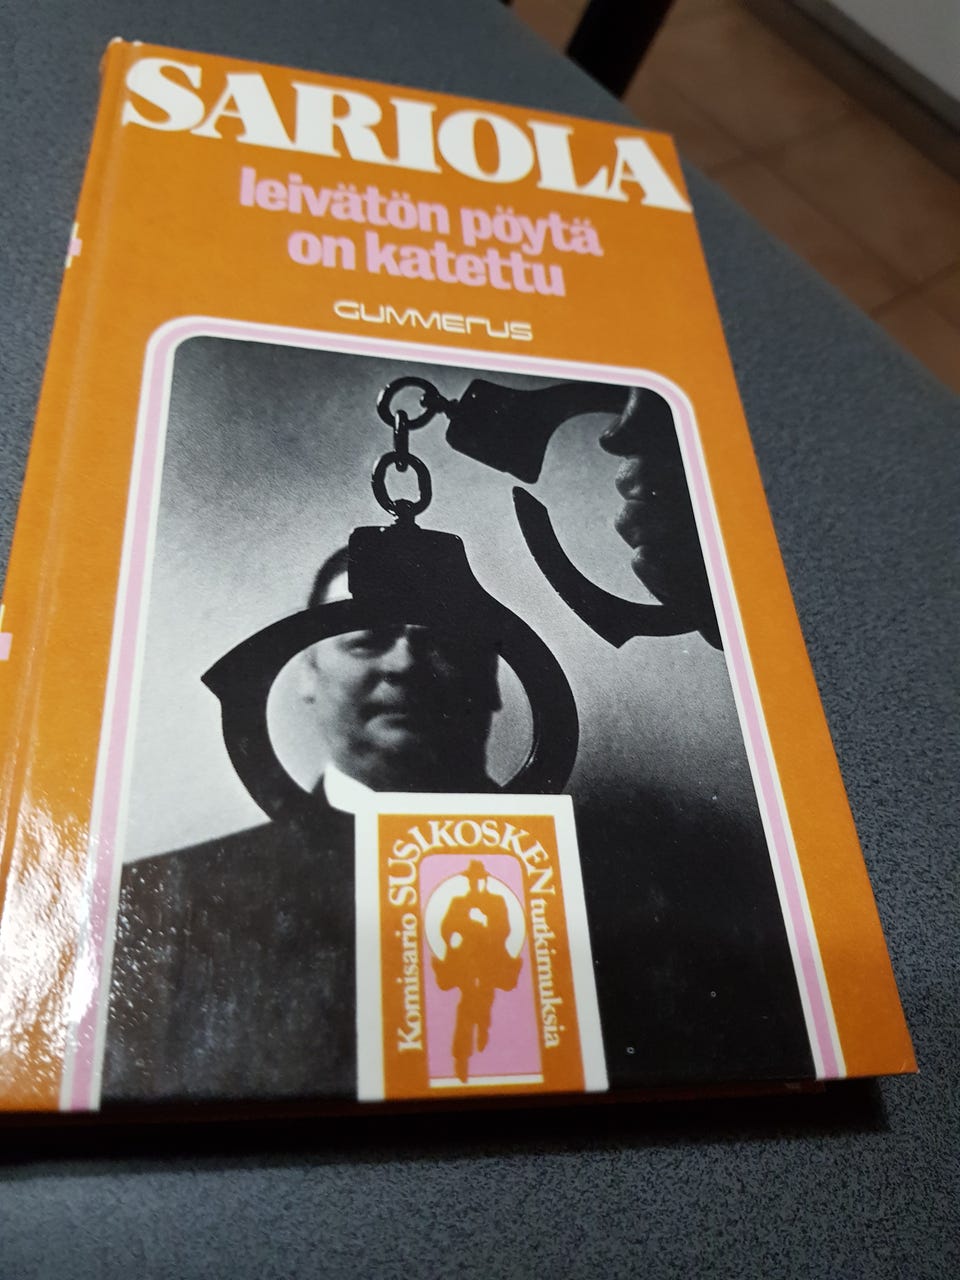 SARIOLA
leivätön pöytä
on katettu
GUMMERUS
Komisario SUSIKOSKEN tutkimuksia